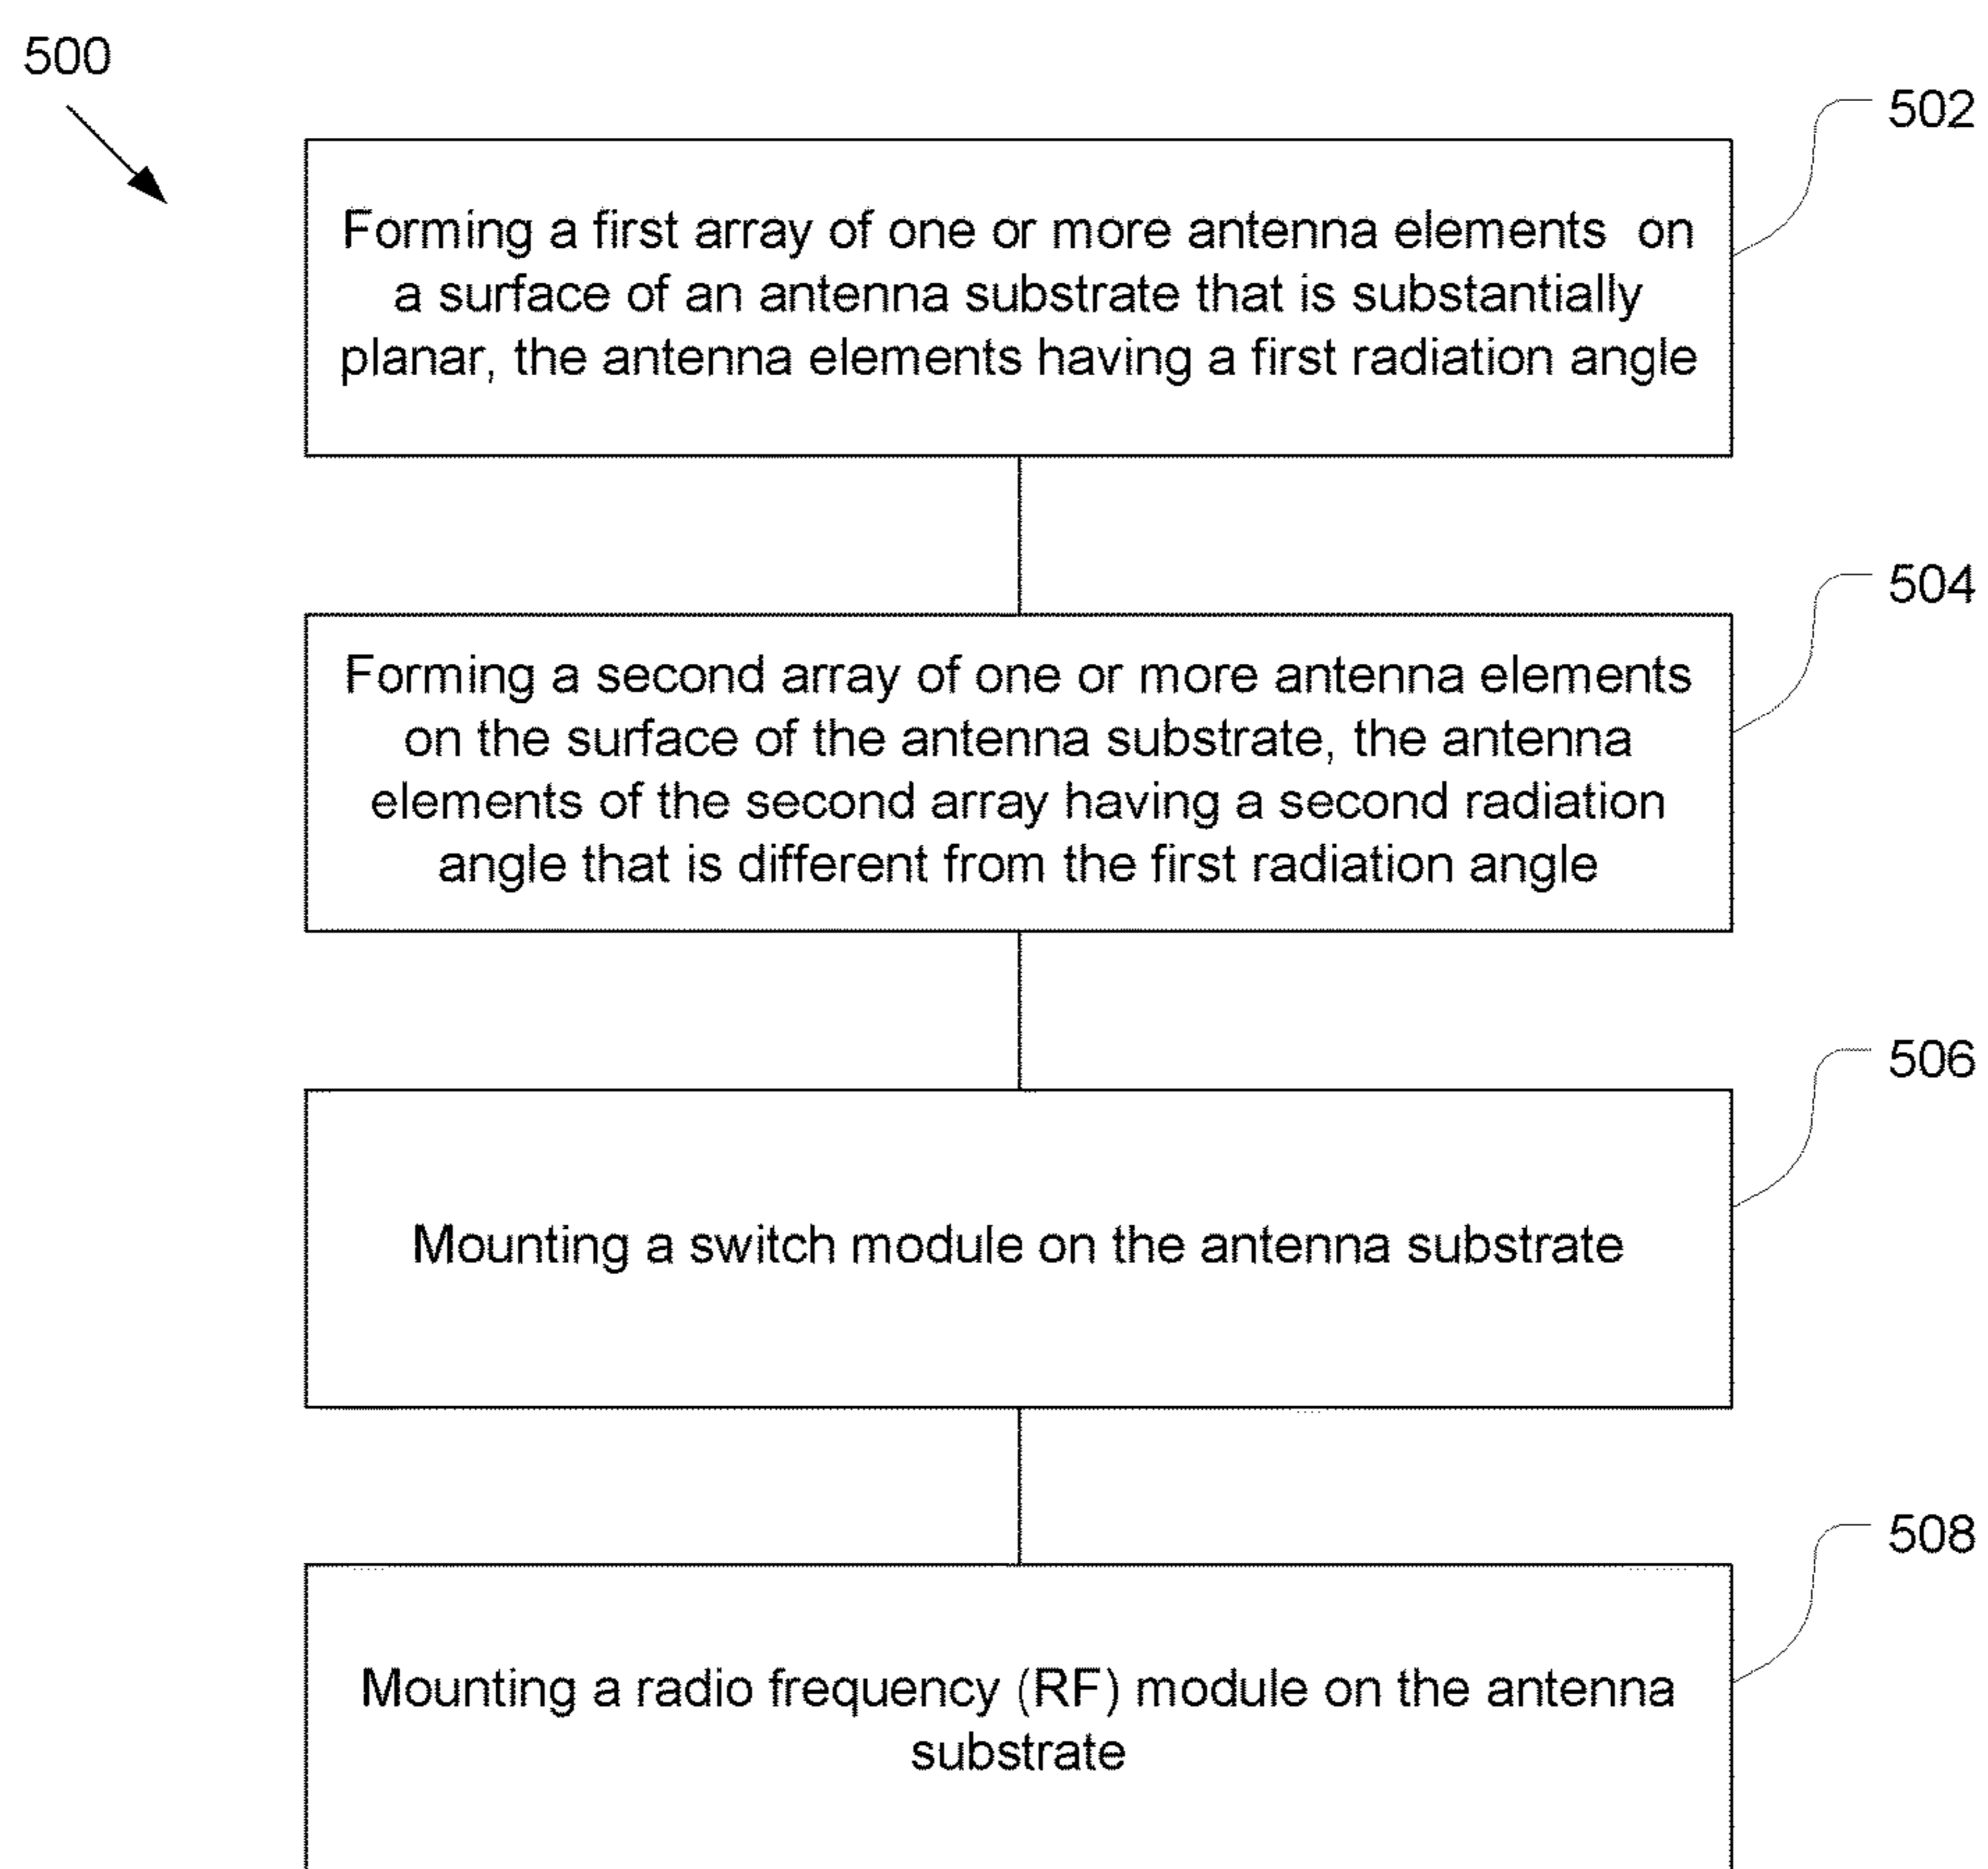 500
502
Forming a first array of one or more antenna elements on
a surface of an antenna substrate that is substantially
planar, the antenna elements having a first radiation angle
504
Forming a second array of one or more antenna elements
on the surface of the antenna substrate, the antenna
elements of the second array having a second radiation
angle that is different from the first radiation angle
506
Mounting a switch module on the antenna substrate
508
Mounting a radio frequency (RF) module on the antenna
substrate